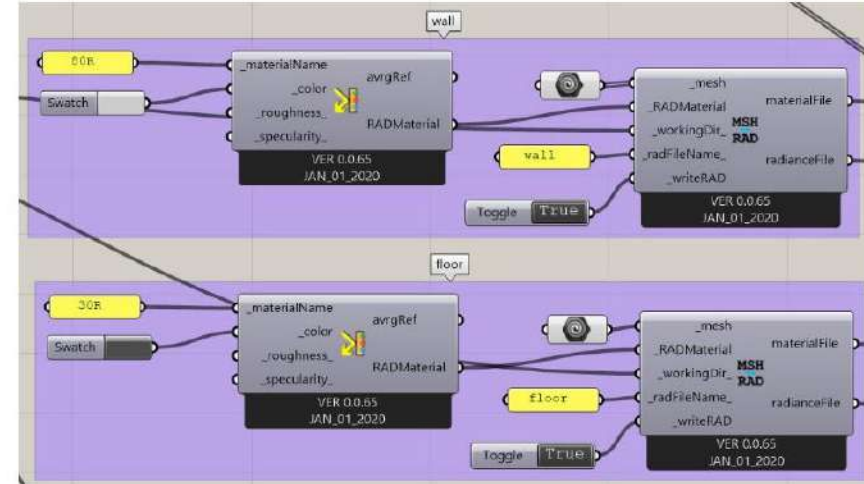 wall
80R
_materialName
avrgRef
_color
Swatch
_roughness_
RADMaterial
_specularity_
VER 0.0.65
JAN_01_2020
_mesh
materialFile
_RADMaterial
_workingDir_
MSH
RAD
wall
_radFileName_
radianceFile
_writeRAD
Toggle True
VER 0.0.65
JAN_01_2020
floor
30R
_materialName
avrgRef
_color
Swatch
_roughness_
RADMaterial
_specularity_
VER 0.0.65
JAN_01_2020
_mesh
materialFile
_RADMaterial
_workingDir_
MSH
RAD
floor
_radFileName_
radianceFile
_writeRAD
Toggle True
VER 0.0.65
JAN_01_2020